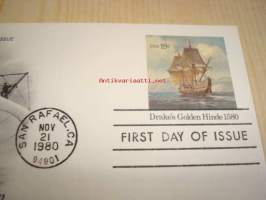 ISSUE
USA 19c
Drake's Golden Hinde 1580
SAN RAFAEL, CA
NOV
21
1980
94901
FIRST DAY OF ISSUE
Antikvariaatti.net